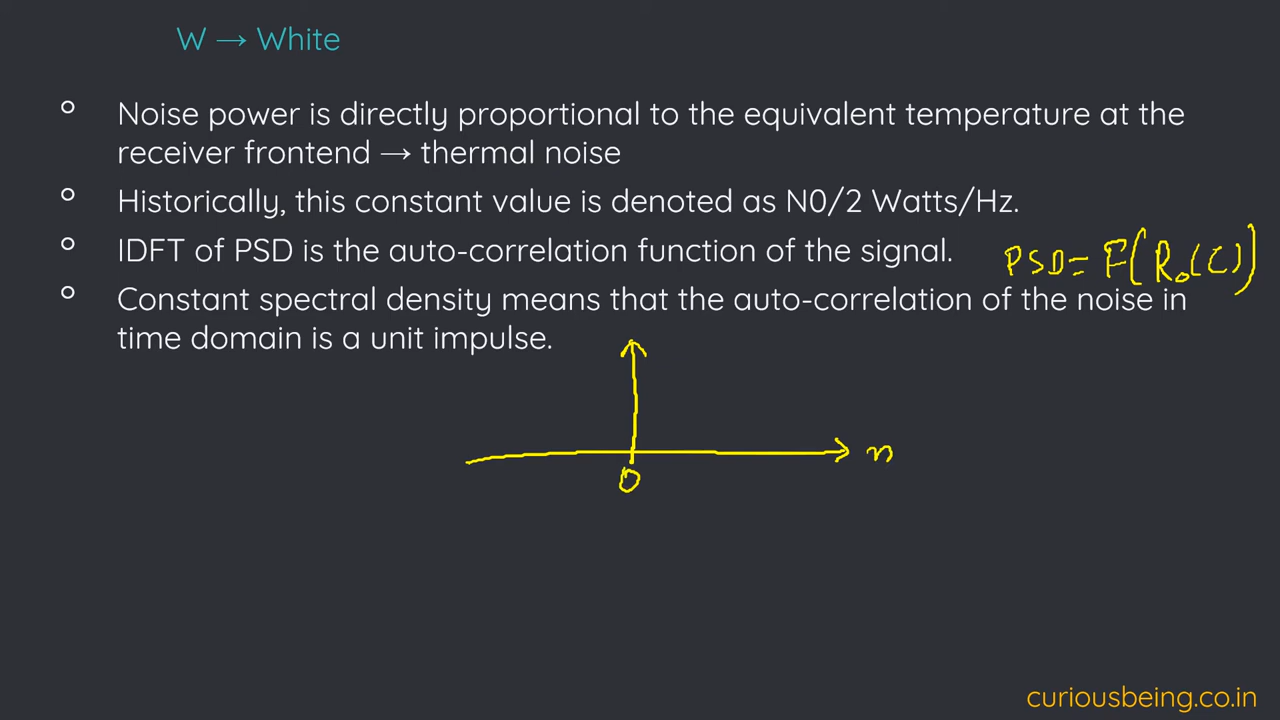 W → White
Noise power is directly proportional to the equivalent temperature at the
receiver frontend → thermal noise
Historically, this constant value is denoted as N0/2 Watts/Hz.
IDFT of PSD is the auto-correlation function of the signal.
PSD = F(R₀(τ))
Constant spectral density means that the auto-correlation of the noise in
time domain is a unit impulse.
n
0
curiousbeing.co.in